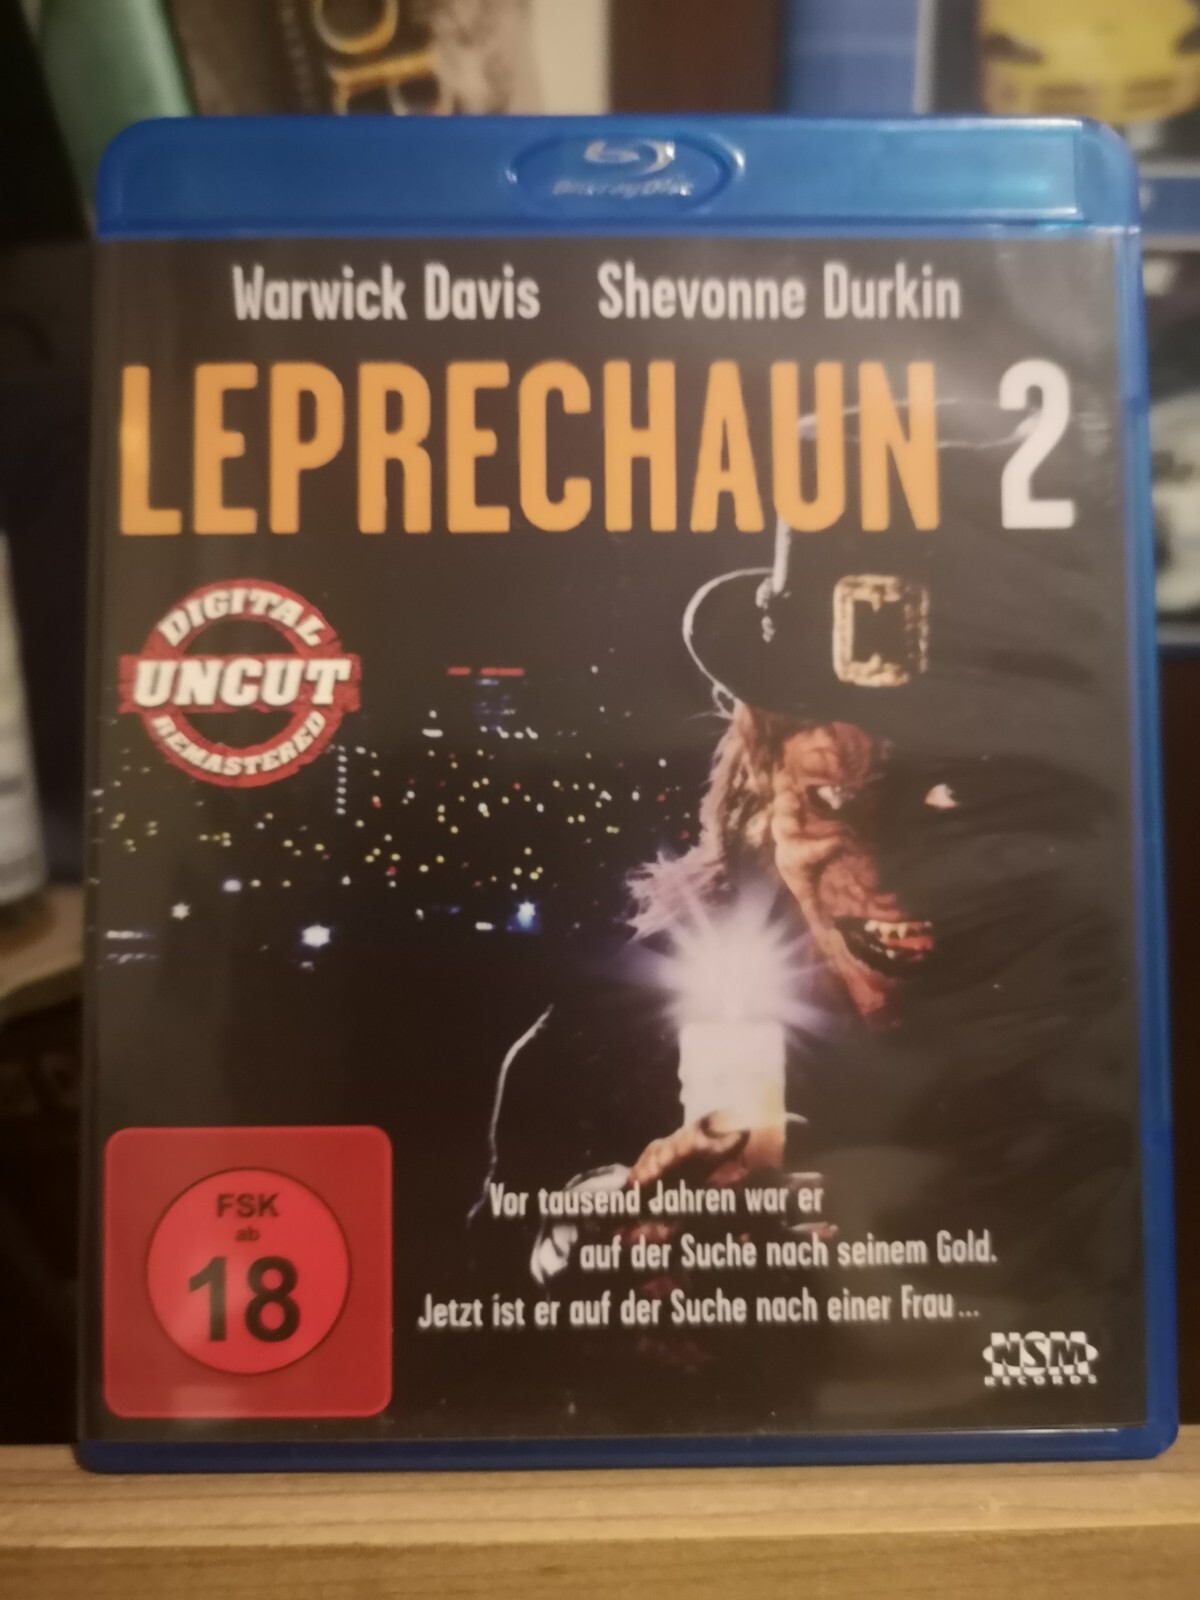 Blu-ray Disc
Warwick Davis Shevonne Durkin
LEPRECHAUN 2
DIGITAL
UNCUT
REMASTERED
Vor tausend Jahren war er
auf der Suche nach seinem Gold.
Jetzt ist er auf der Suche nach einer Frau...
FSK
ab
18
NSM
RECORDS